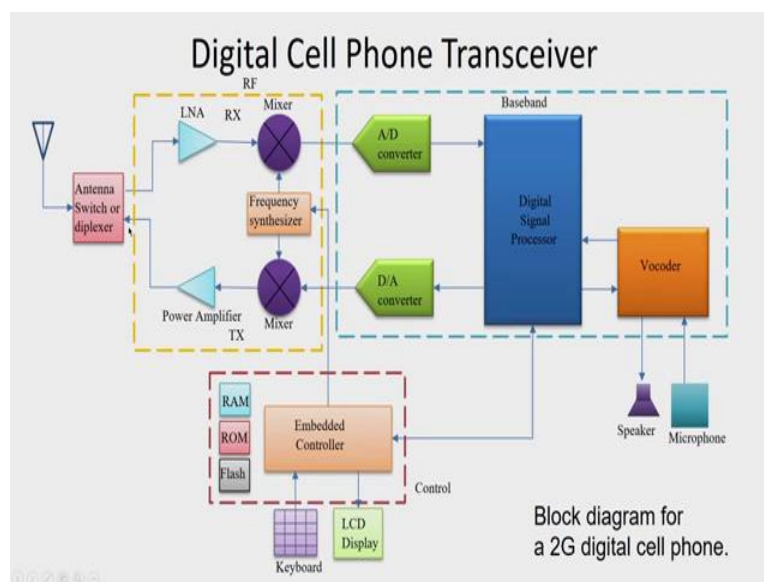 Digital Cell Phone Transceiver
RF
Baseband
LNA
RX
Mixer
A/D
converter
Antenna
Switch or
diplexer
Frequency
synthesizer
Digital
Signal
Processor
Vocoder
D/A
converter
Power Amplifier
TX
Mixer
RAM
ROM
Flash
Embedded
Controller
Control
Speaker
Microphone
Keyboard
LCD
Display
Block diagram for
a 2G digital cell phone.